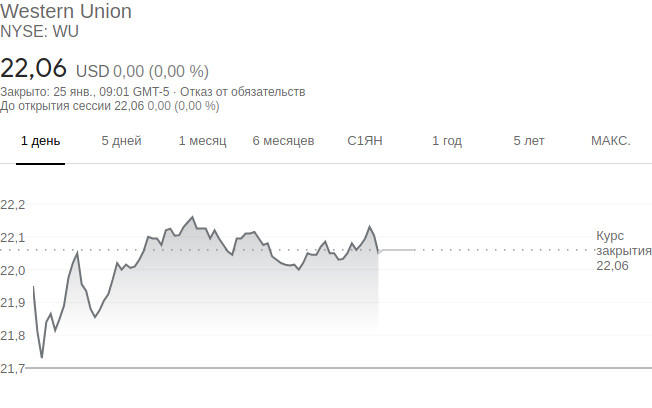 Western Union
NYSE: WU
22,06 USD 0,00 (0,00 %)
Закрыто: 25 янв., 09:01 GMT-5 · Отказ от обязательств
До открытия сессии 22,06 0,00 (0,00 %)
1 день 5 дней 1 месяц 6 месяцев С1ЯН 1 год 5 лет МАКС.
22,2
22,1
22,0
21,9
21,8
21,7
Курс
закрытия
22,06